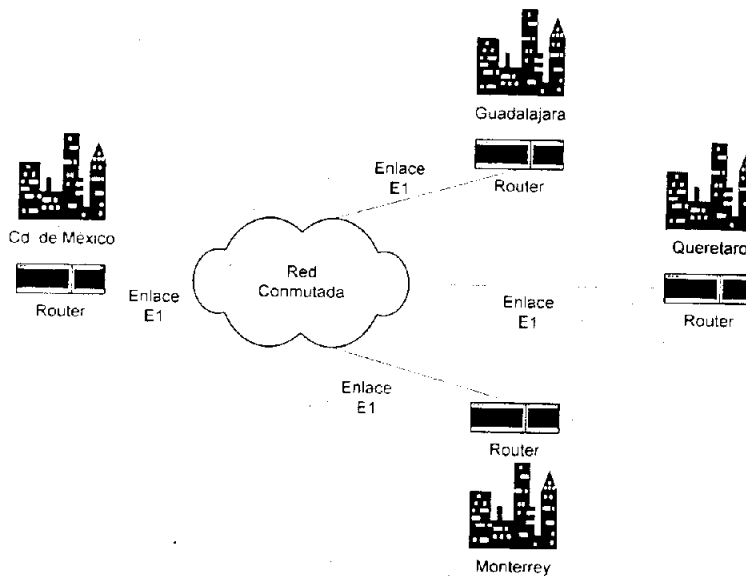 Guadalajara
Router
Enlace
E1
Cd. de México
Router
Enlace
E1
Red
Conmutada
Queretaro
Router
Enlace
E1
Enlace
E1
Router
Monterrey